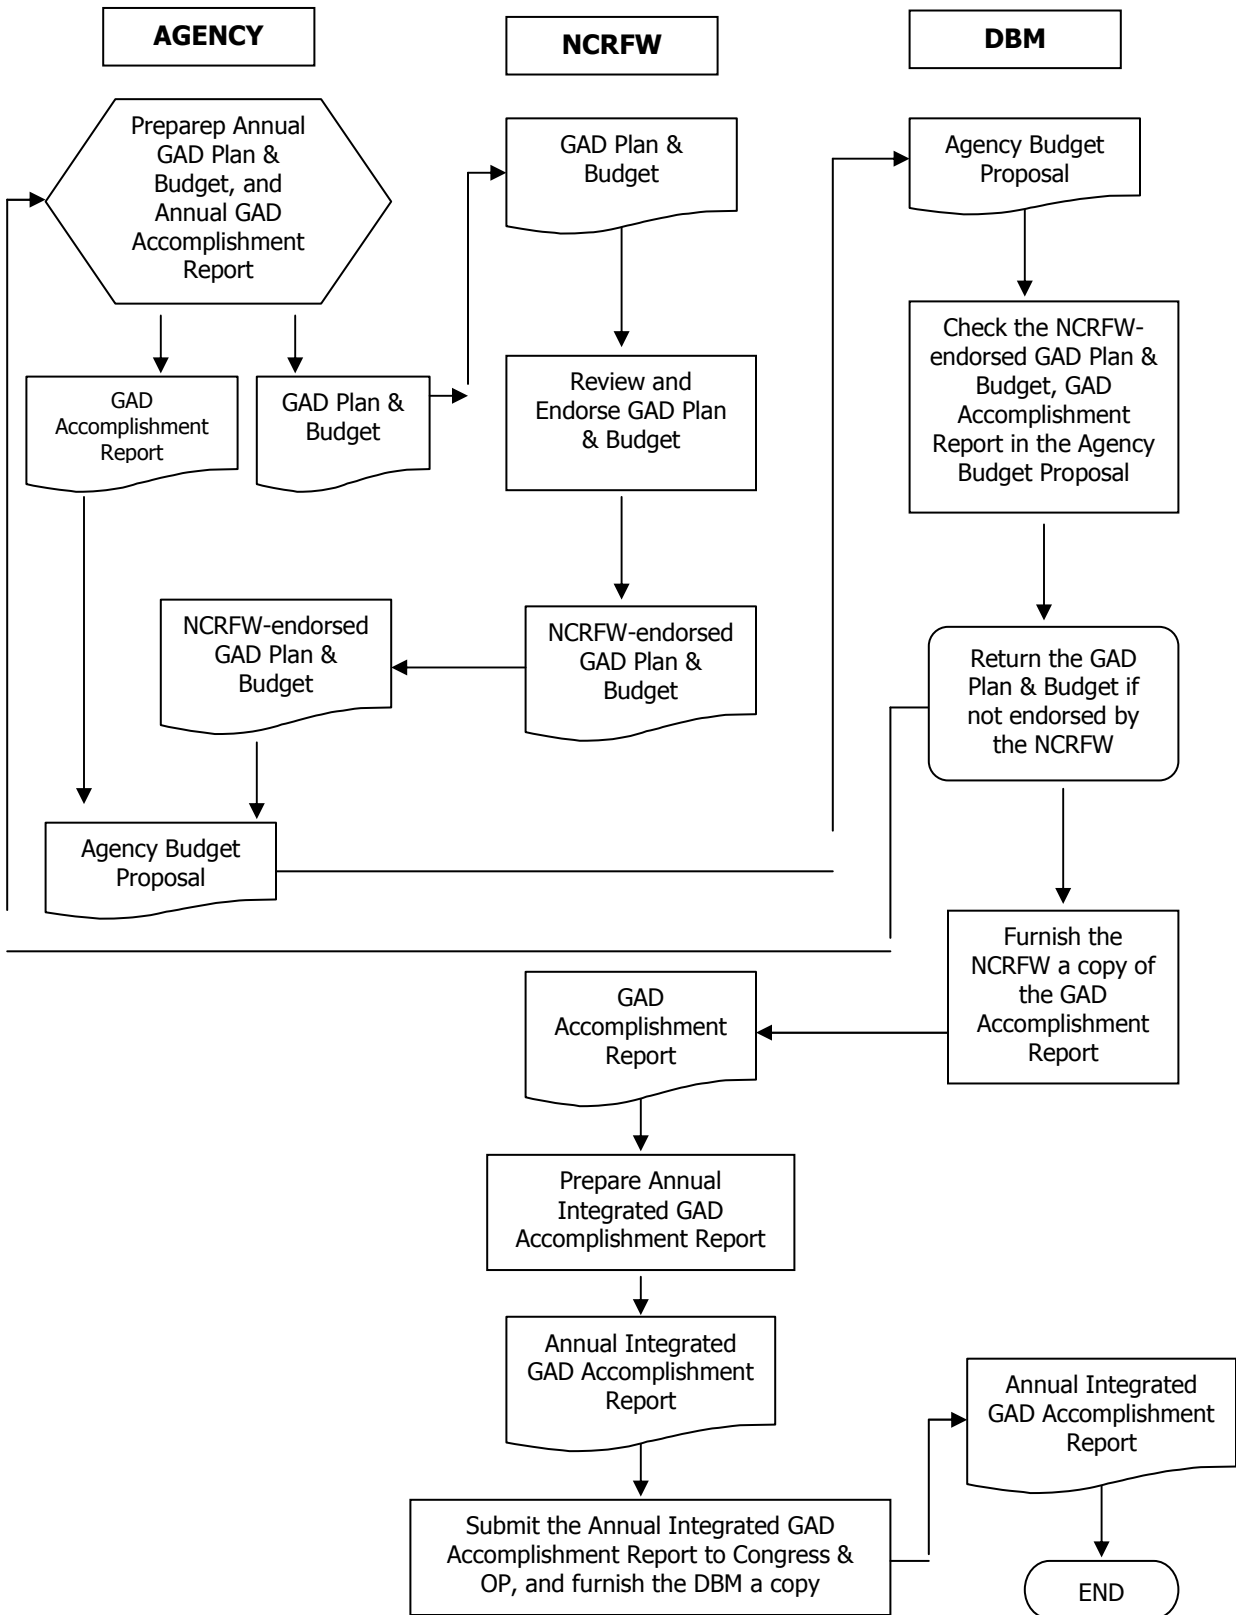 AGENCY
NCRFW
DBM
Preparep Annual
GAD Plan &
Budget, and
Annual GAD
Accomplishment
Report
GAD Plan &
Budget
Agency Budget
Proposal
GAD
Accomplishment
Report
GAD Plan &
Budget
Review and
Endorse GAD Plan
& Budget
Check the NCRFW-
endorsed GAD Plan &
Budget, GAD
Accomplishment
Report in the Agency
Budget Proposal
NCRFW-endorsed
GAD Plan &
Budget
NCRFW-endorsed
GAD Plan &
Budget
Return the GAD
Plan & Budget if
not endorsed by
the NCRFW
Agency Budget
Proposal
Furnish the
NCRFW a copy of
the GAD
Accomplishment
Report
GAD
Accomplishment
Report
Prepare Annual
Integrated GAD
Accomplishment Report
Annual Integrated
GAD Accomplishment
Report
Annual Integrated
GAD Accomplishment
Report
Submit the Annual Integrated GAD
Accomplishment Report to Congress &
OP, and furnish the DBM a copy
END